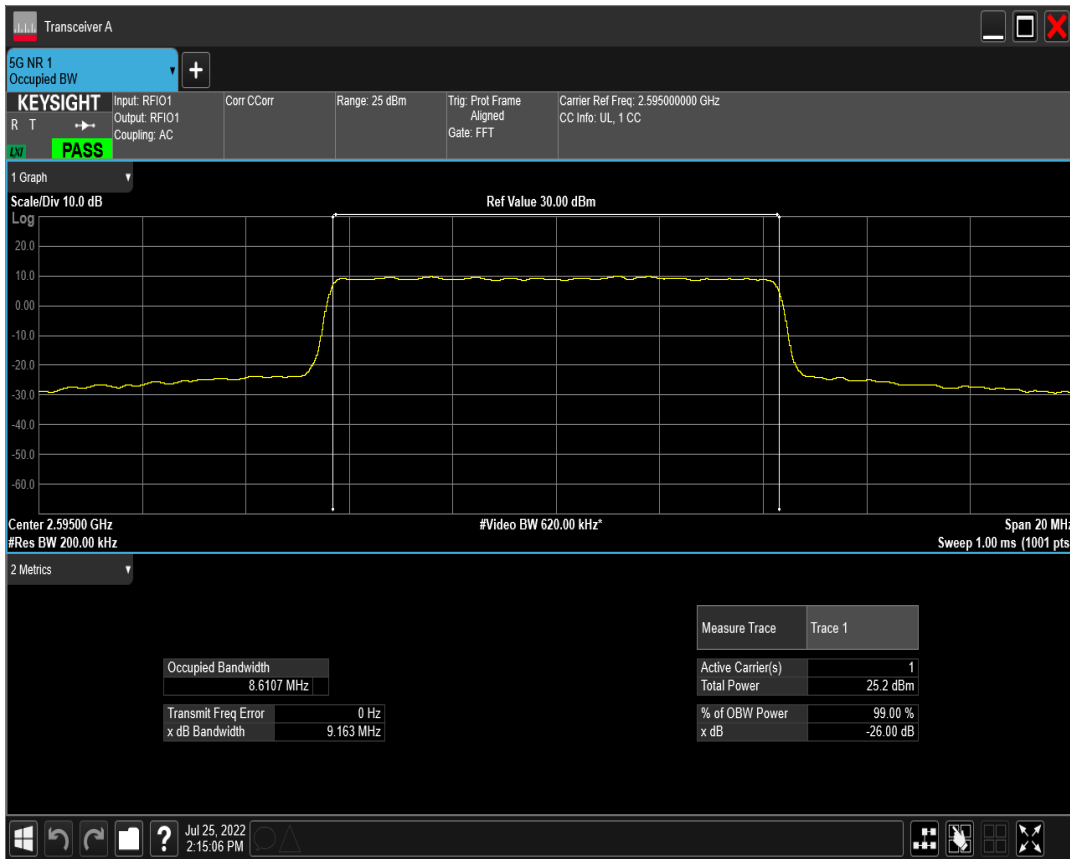 Transceiver A
5G NR 1
Occupied BW
KEYSIGHT
R T
LXI
PASS
Input: RFIO1
Output: RFIO1
Coupling: AC
Corr CCorr
Range: 25 dBm
Trig: Prot Frame
Aligned
Gate: FFT
Carrier Ref Freq: 2.595000000 GHz
CC Info: UL, 1 CC
1 Graph
Scale/Div 10.0 dB
Ref Value 30.00 dBm
Log
20.0
10.0
0.00
-10.0
-20.0
-30.0
-40.0
-50.0
-60.0
Center 2.59500 GHz
#Video BW 620.00 kHz*
Span 20 MHz
#Res BW 200.00 kHz
Sweep 1.00 ms (1001 pts
2 Metrics
Measure Trace Trace 1
Occupied Bandwidth
8.6107 MHz
Active Carrier(s) 1
Total Power 25.2 dBm
Transmit Freq Error 0 Hz
x dB Bandwidth 9.163 MHz
% of OBW Power 99.00 %
x dB -26.00 dB
?
Jul 25, 2022
2:15:06 PM